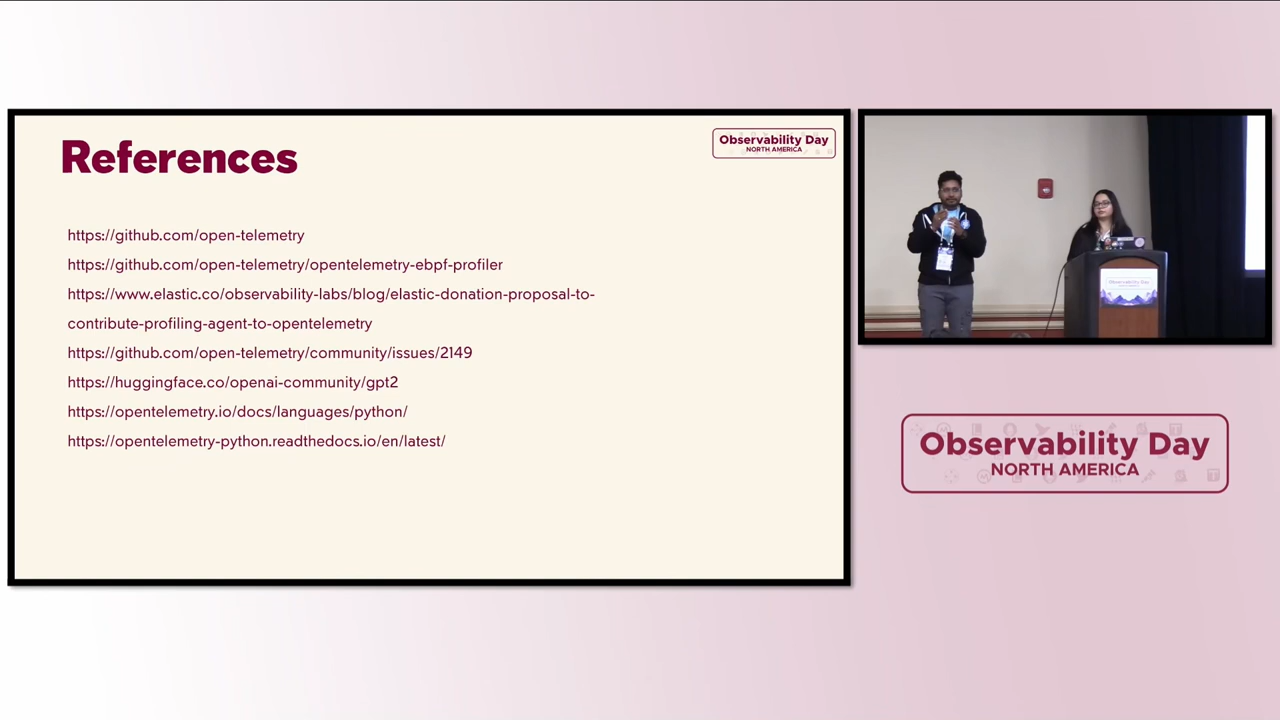 References
Observability Day
NORTH AMERICA
https://github.com/open-telemetry
https://github.com/open-telemetry/opentelemetry-ebpf-profiler
https://www.elastic.co/observability-labs/blog/elastic-donation-proposal-to-
contribute-profiling-agent-to-opentelemetry
https://github.com/open-telemetry/community/issues/2149
https://huggingface.co/openai-community/gpt2
https://opentelemetry.io/docs/languages/python/
https://opentelemetry-python.readthedocs.io/en/latest/
Observability Day
Observability Day
NORTH AMERICA